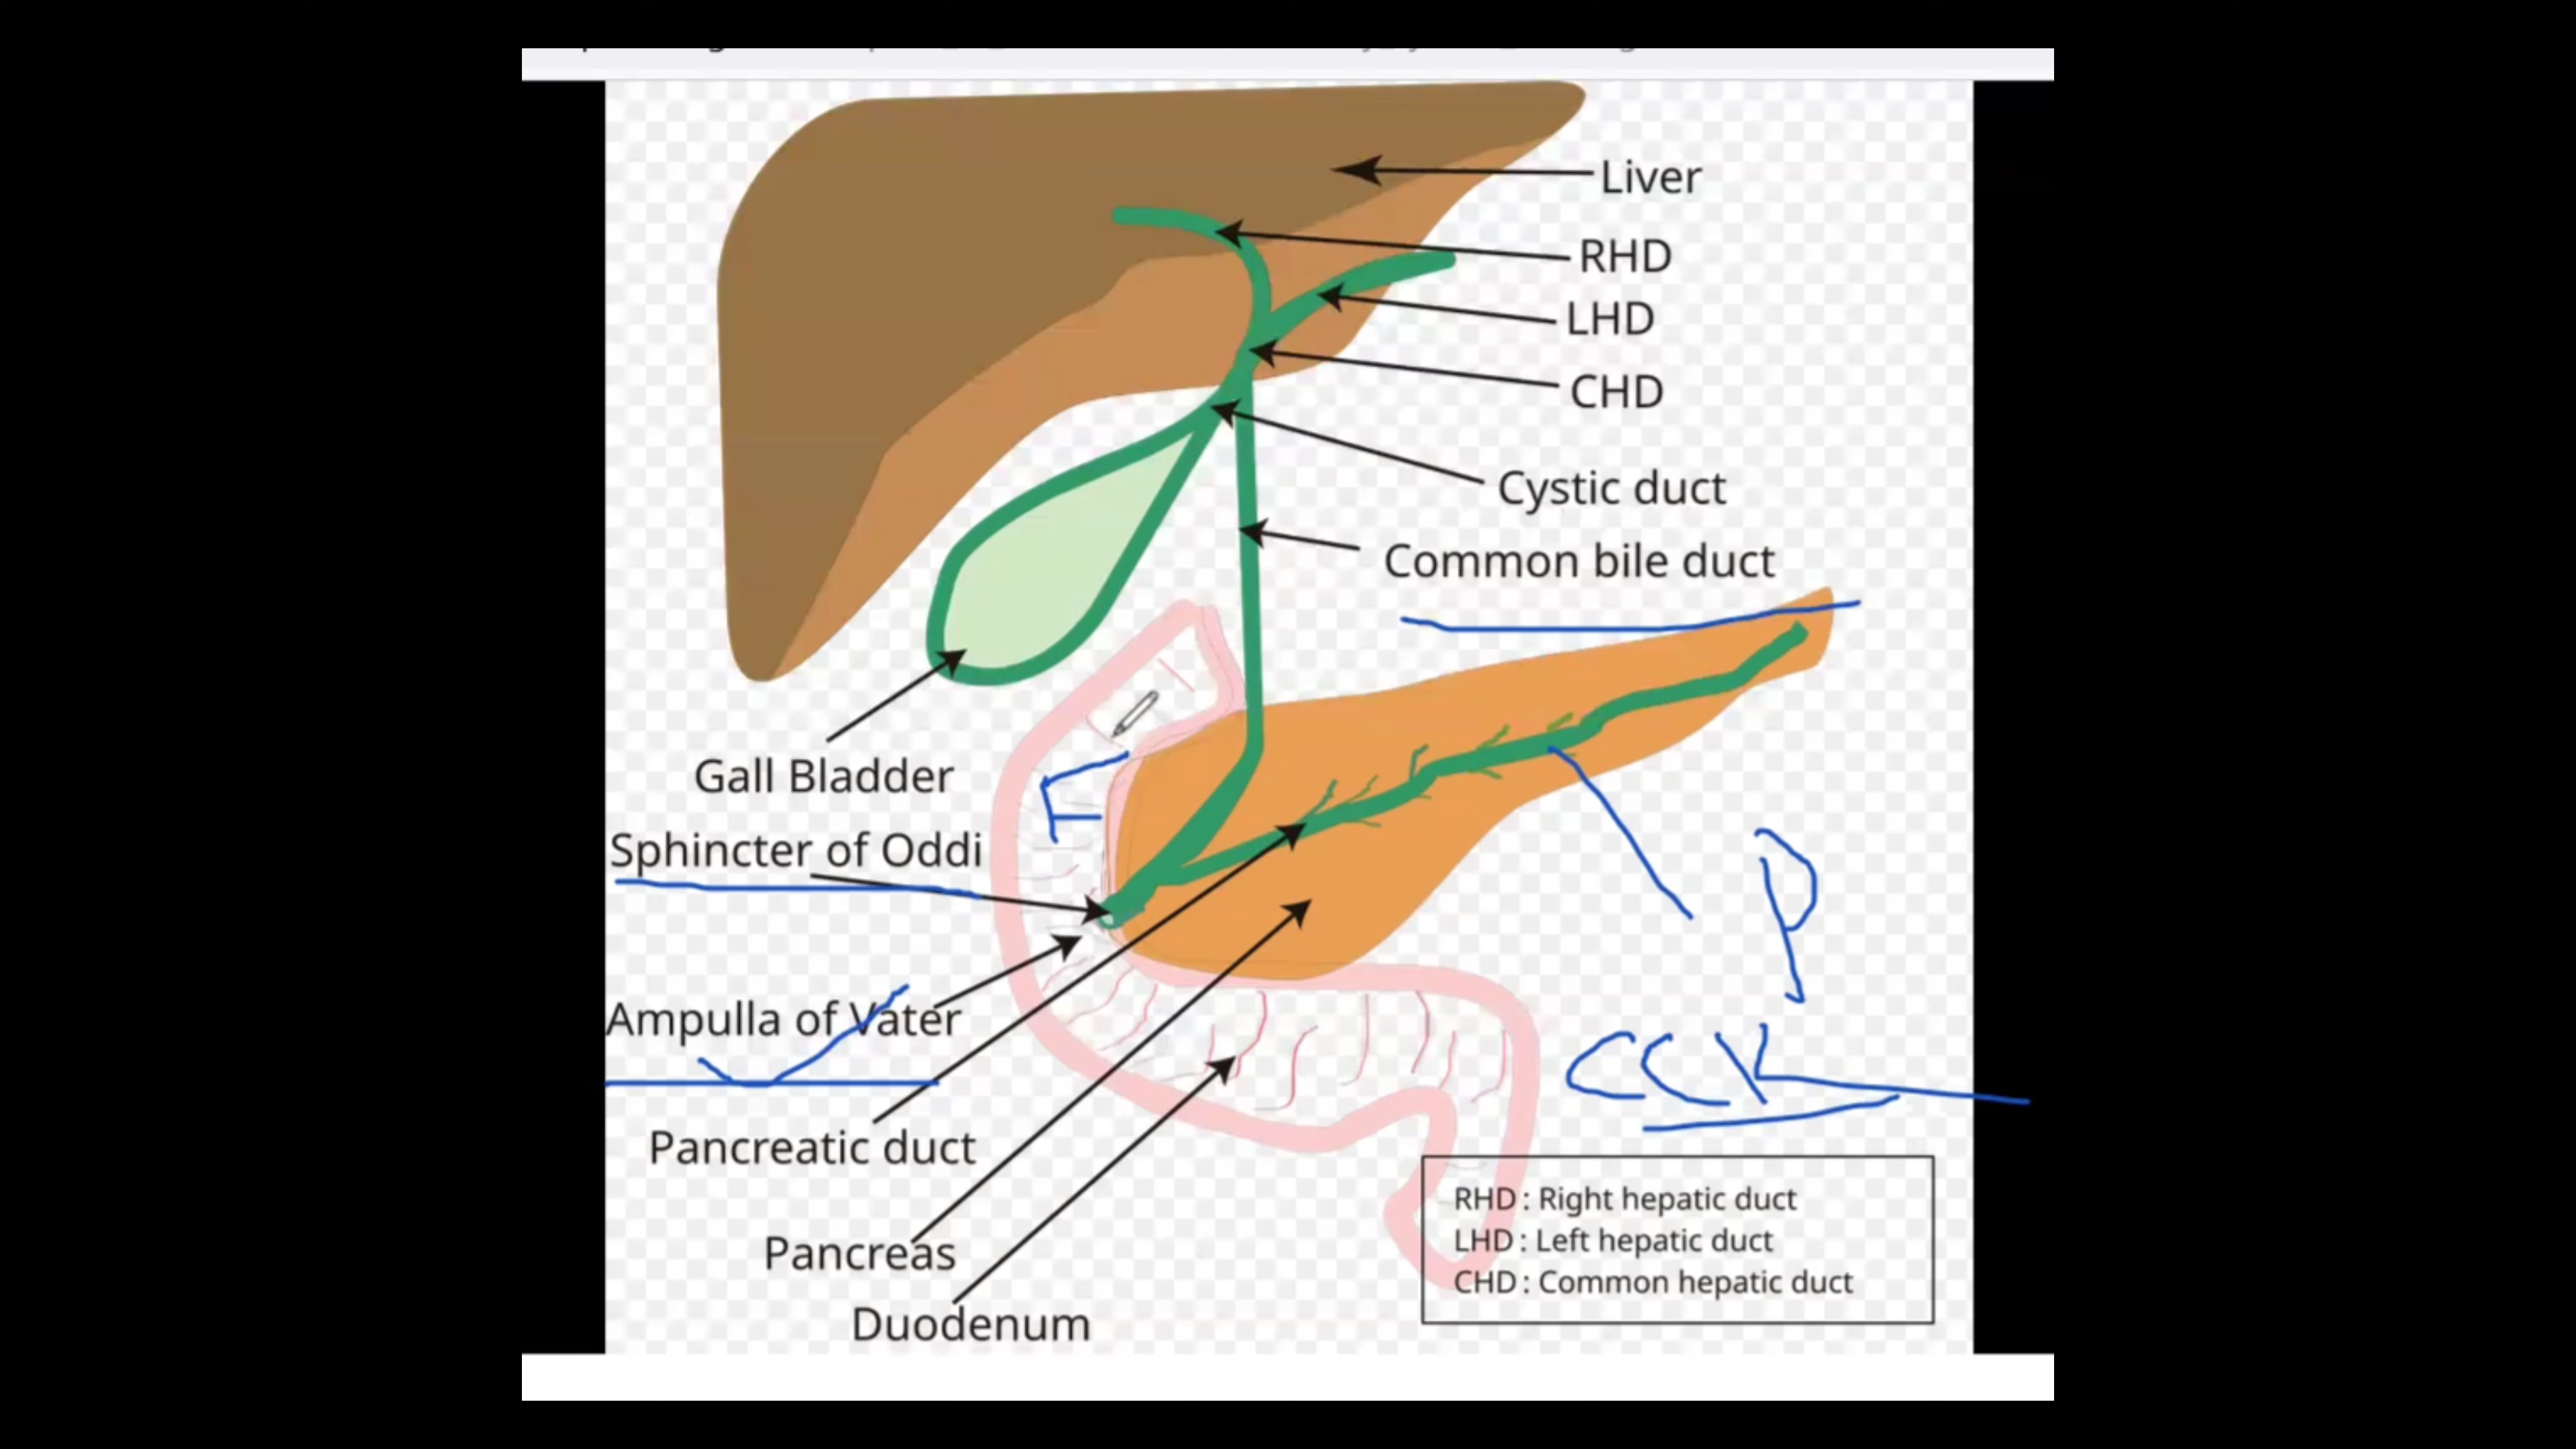 Liver
RHD
LHD
CHD
Cystic duct
Common bile duct
Gall Bladder
Sphincter of Oddi
Ampulla of Vater
Pancreatic duct
Pancreas
Duodenum
P
CCK
RHD : Right hepatic duct
LHD : Left hepatic duct
CHD : Common hepatic duct